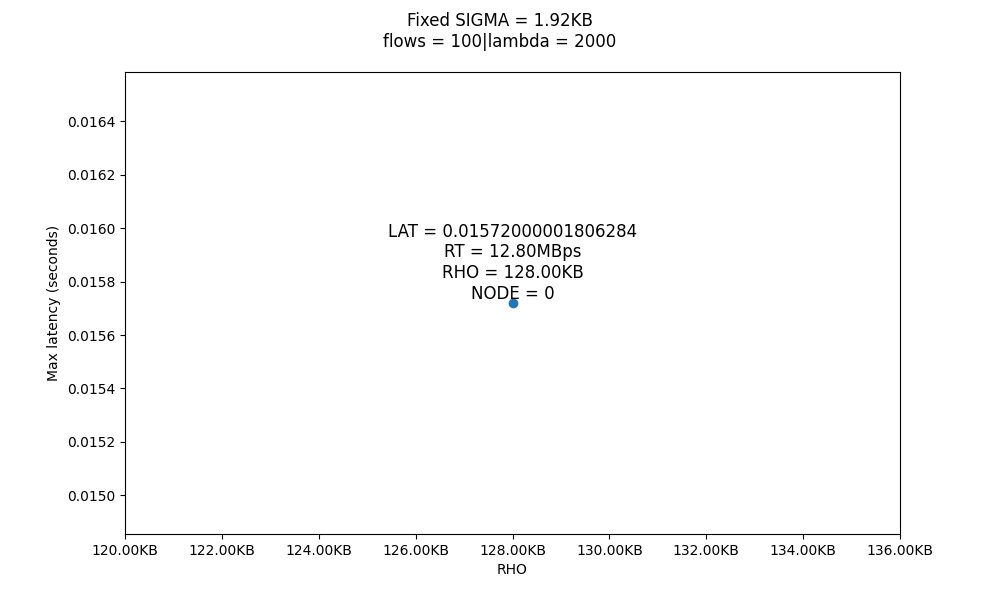 Fixed SIGMA = 1.92KB
flows = 100|lambda = 2000
0.0164
0.0162
0.0160
0.0158
0.0156
0.0154
0.0152
0.0150
Max latency (seconds)
LAT = 0.01572000001806284
RT = 12.80MBps
RHO = 128.00KB
NODE = 0
120.00KB
122.00KB
124.00KB
126.00KB
128.00KB
130.00KB
132.00KB
134.00KB
136.00KB
RHO